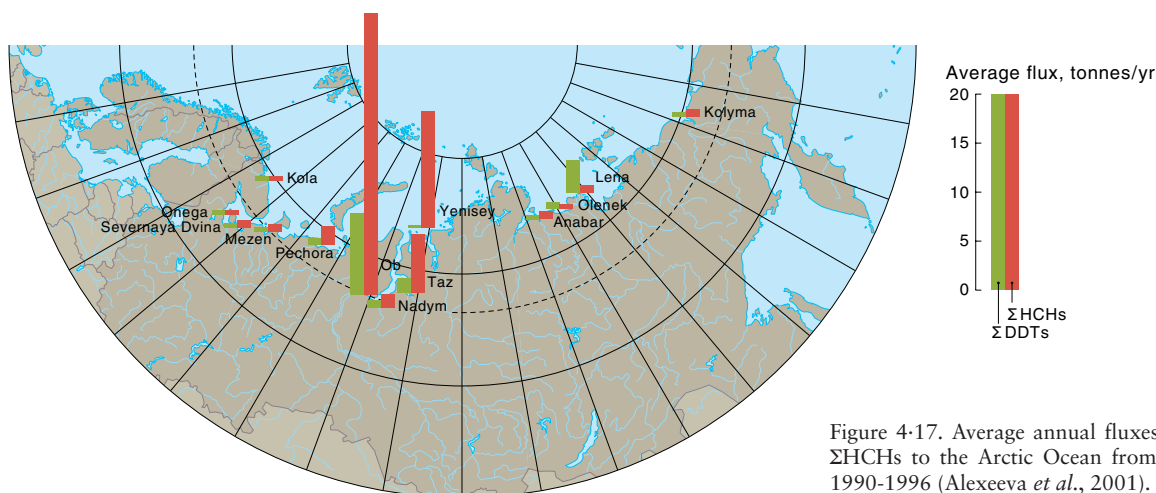 Average flux, tonnes/yr
20
15
10
5
0
ΣHCHs
ΣDDTs
Kolyma
Lena
Olenek
Anabar
Yenisey
Kola
Onega
Severnaya Dvina
Mezen
Pechora
Ob
Taz
Nadym
Figure 4·17. Average annual fluxes
ΣHCHs to the Arctic Ocean from
1990-1996 (Alexeeva et al., 2001).